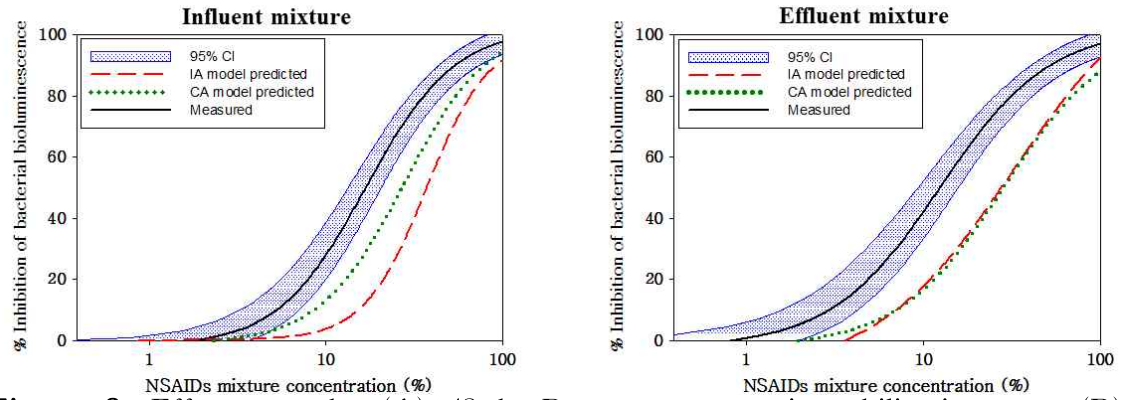 Influent mixture
% Inhibition of bacterial bioluminescence
100
80
60
40
20
0
95% CI
IA model predicted
CA model predicted
Measured
1
10
100
NSAIDs mixture concentration (%)
Effluent mixture
% Inhibition of bacterial bioluminescence
100
80
60
40
20
0
95% CI
IA model predicted
CA model predicted
Measured
1
10
100
NSAIDs mixture concentration (%)